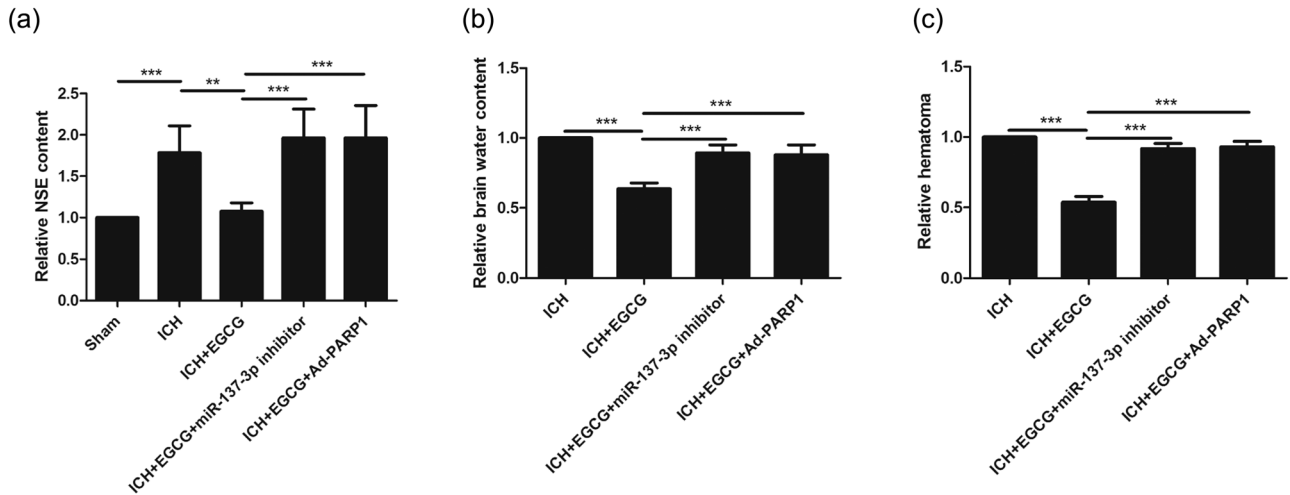 (a)
Relative NSE content
2.5
2.0
1.5
1.0
0.5
0.0
***
**
***
***
Sham
ICH
ICH+EGCG
ICH+EGCG+miR-137-3p inhibitor
ICH+EGCG+Ad-PARP1
(b)
Relative brain water content
1.5
1.0
0.5
0.0
***
***
***
ICH
ICH+EGCG
ICH+EGCG+miR-137-3p inhibitor
ICH+EGCG+Ad-PARP1
(c)
Relative hematoma
1.5
1.0
0.5
0.0
***
***
***
ICH
ICH+EGCG
ICH+EGCG+miR-137-3p inhibitor
ICH+EGCG+Ad-PARP1